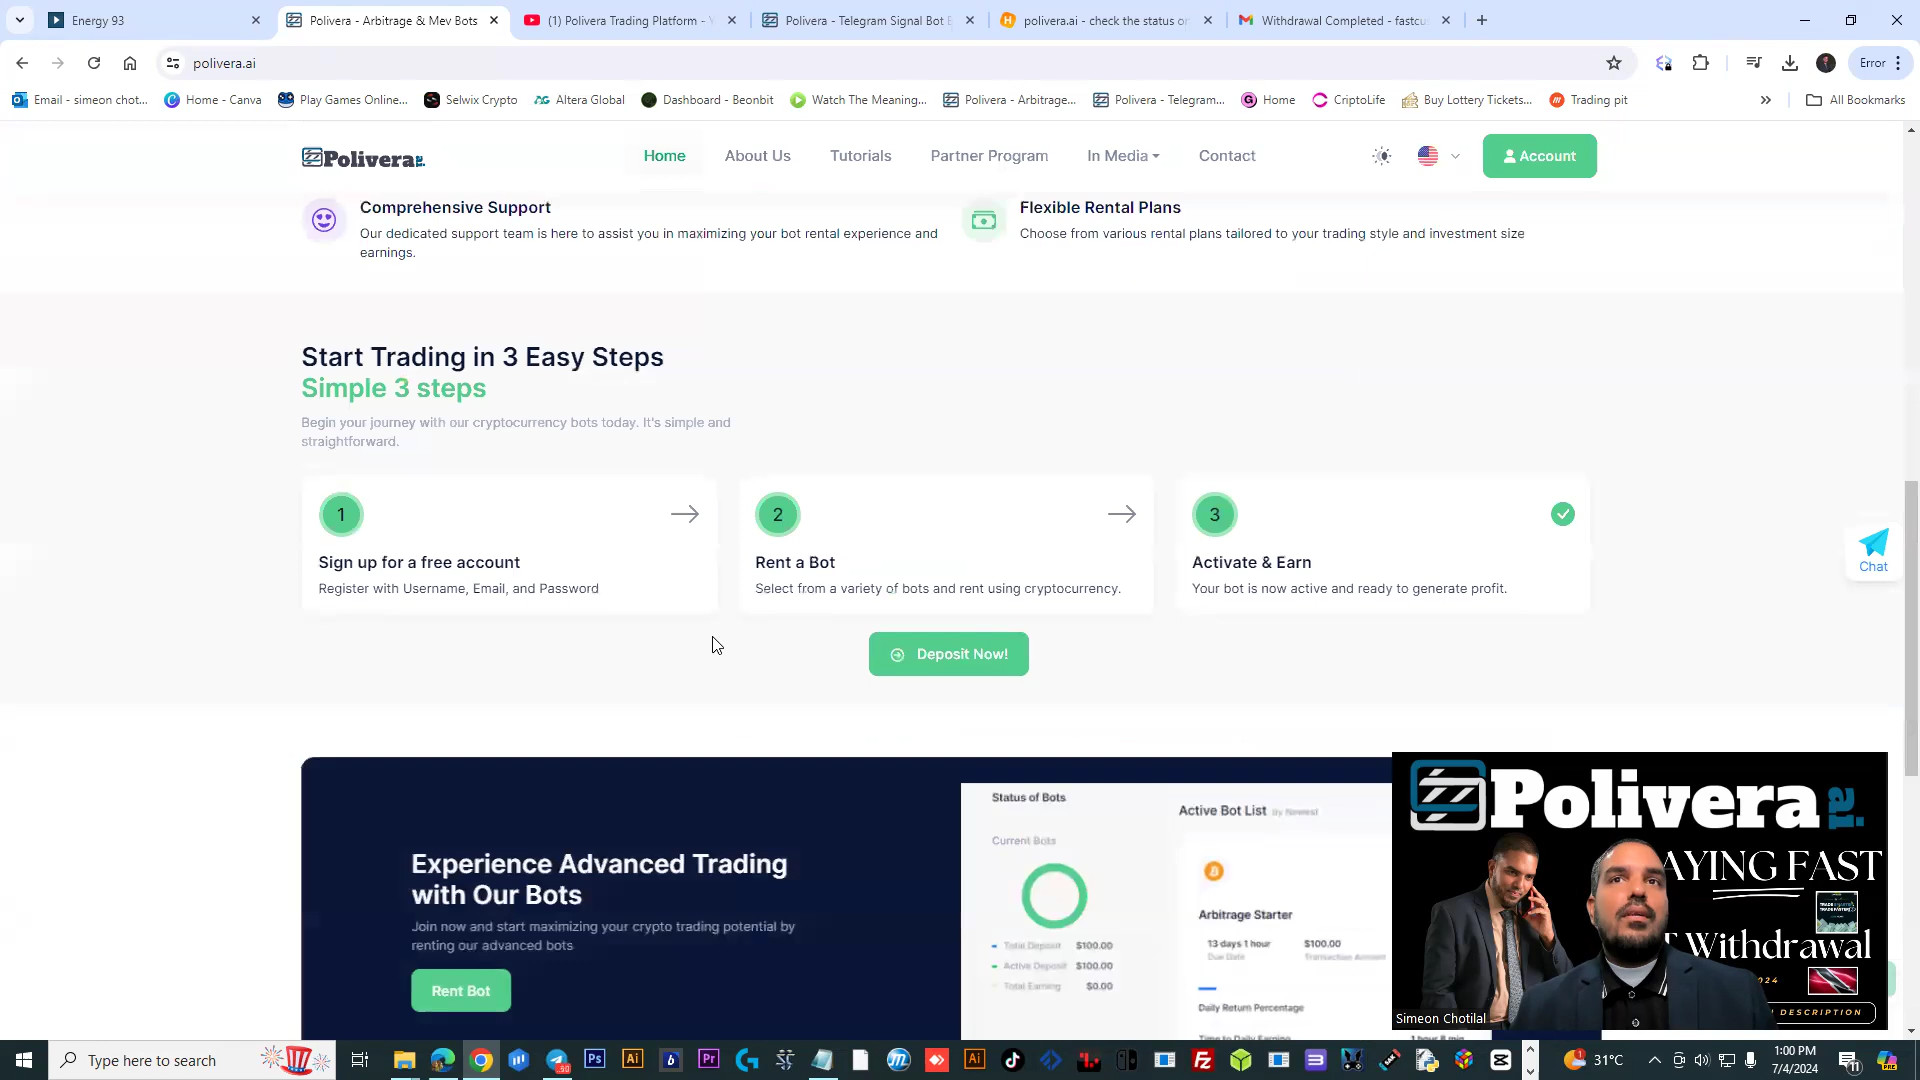 Energy 93
Polivera - Arbitrage & Mev Bots
(1) Polivera Trading Platform -
Polivera - Telegram Signal Bot
polivera.ai - check the status o
Withdrawal Completed - fastcu
polivera.ai
Error
Email - simeon chot...
Home - Canva
Play Games Online...
Selwix Crypto
Altera Global
Dashboard - Beonbit
Watch The Meaning...
Polivera - Arbitrage...
Polivera - Telegram...
Home
CriptoLife
Buy Lottery Tickets...
Trading pit
All Bookmarks
Polivera
Home
About Us
Tutorials
Partner Program
In Media
Contact
Account
Comprehensive Support
Our dedicated support team is here to assist you in maximizing your bot rental experience and
earnings.
Flexible Rental Plans
Choose from various rental plans tailored to your trading style and investment size
Start Trading in 3 Easy Steps
Simple 3 steps
Begin your journey with our cryptocurrency bots today. It's simple and
straightforward.
1
Sign up for a free account
Register with Username, Email, and Password
2
Rent a Bot
Select from a variety of bots and rent using cryptocurrency.
3
Activate & Earn
Your bot is now active and ready to generate profit.
Deposit Now!
Chat
Experience Advanced Trading
with Our Bots
Join now and start maximizing your crypto trading potential by
renting our advanced bots
Rent Bot
Status of Bots
Current Bots
Total Deposit $100.00
Active Deposit $100.00
Total Earning $0.00
Active Bot List by Newest
Arbitrage Starter
13 days 1 hour
Due Date
$100.00
Transaction Amount
Daily Return Percentage
Time to Daily Earning
Polivera ai
AYING FAST
Withdrawal
DESCRIPTION
Simeon Chotilal
Type here to search
31°C
1:00 PM
7/4/2024